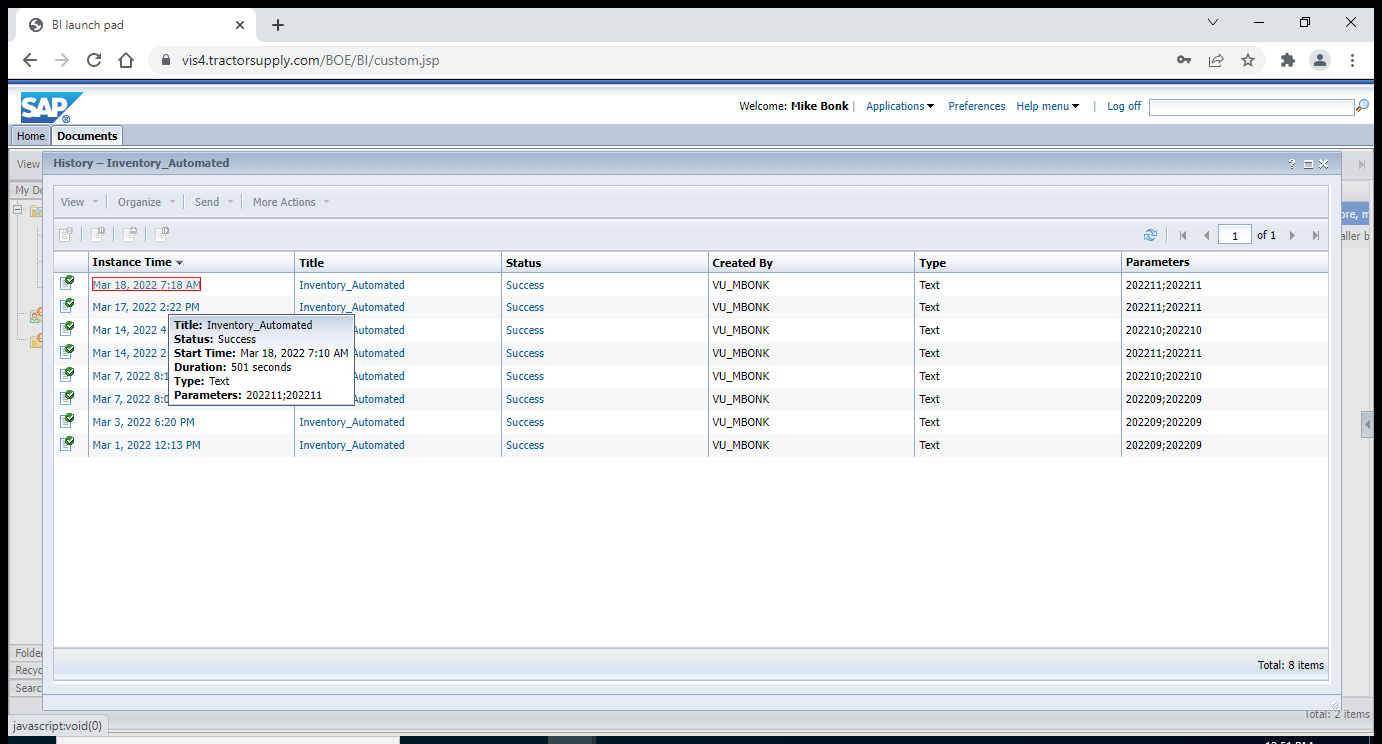 BI launch pad
vis4.tractorsupply.com/BOE/BI/custom.jsp
SAP
Welcome: Mike Bonk | Applications Preferences Help menu | Log off
Home Documents
View
History – Inventory_Automated
My Do
View Organize Send More Actions
1 of 1
Instance Time Title Status Created By Type Parameters
Mar 18, 2022 7:18 AM Inventory_Automated Success VU_MBONK Text 202211;202211
Mar 17, 2022 2:22 PM Inventory_Automated Success VU_MBONK Text 202211;202211
Mar 14, 2022 4 _Automated Success VU_MBONK Text 202210;202210
Mar 14, 2022 2 _Automated Success VU_MBONK Text 202211;202211
Mar 7, 2022 8:1 _Automated Success VU_MBONK Text 202210;202210
Mar 7, 2022 8:0 _Automated Success VU_MBONK Text 202209;202209
Mar 3, 2022 6:20 PM Inventory_Automated Success VU_MBONK Text 202209;202209
Mar 1, 2022 12:13 PM Inventory_Automated Success VU_MBONK Text 202209;202209
Title: Inventory_Automated
Status: Success
Start Time: Mar 18, 2022 7:10 AM
Duration: 501 seconds
Type: Text
Parameters: 202211;202211
ore, m
aller b
Folder
Recyc
Searc
Total: 8 items
Total: 2 items
javascript:void(0)